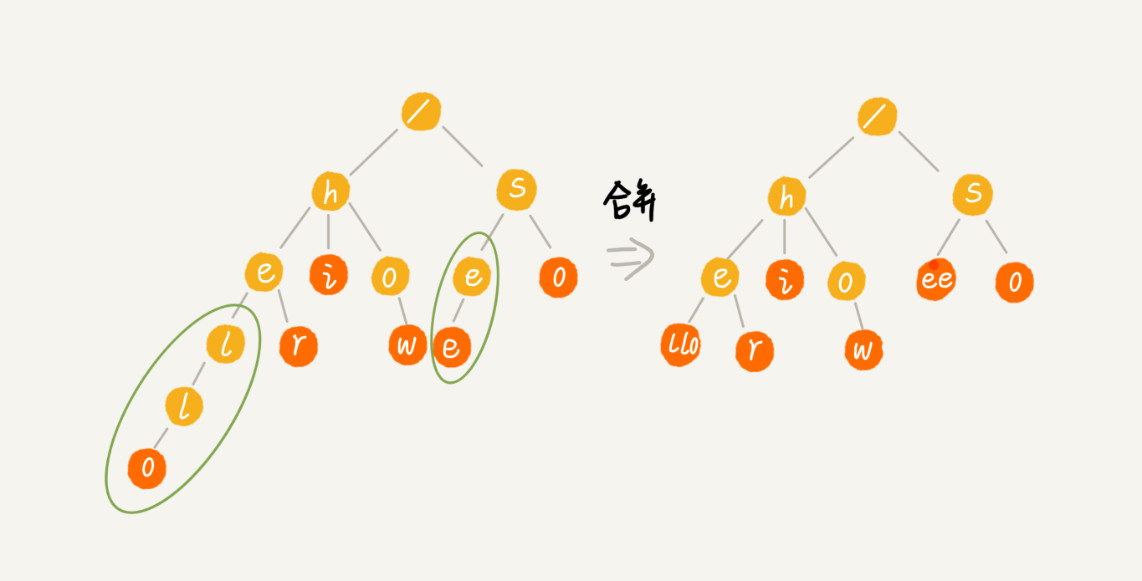 / /
h S 合并 h S
e i o e o e i o ee o
l r w e llo r w
l
o